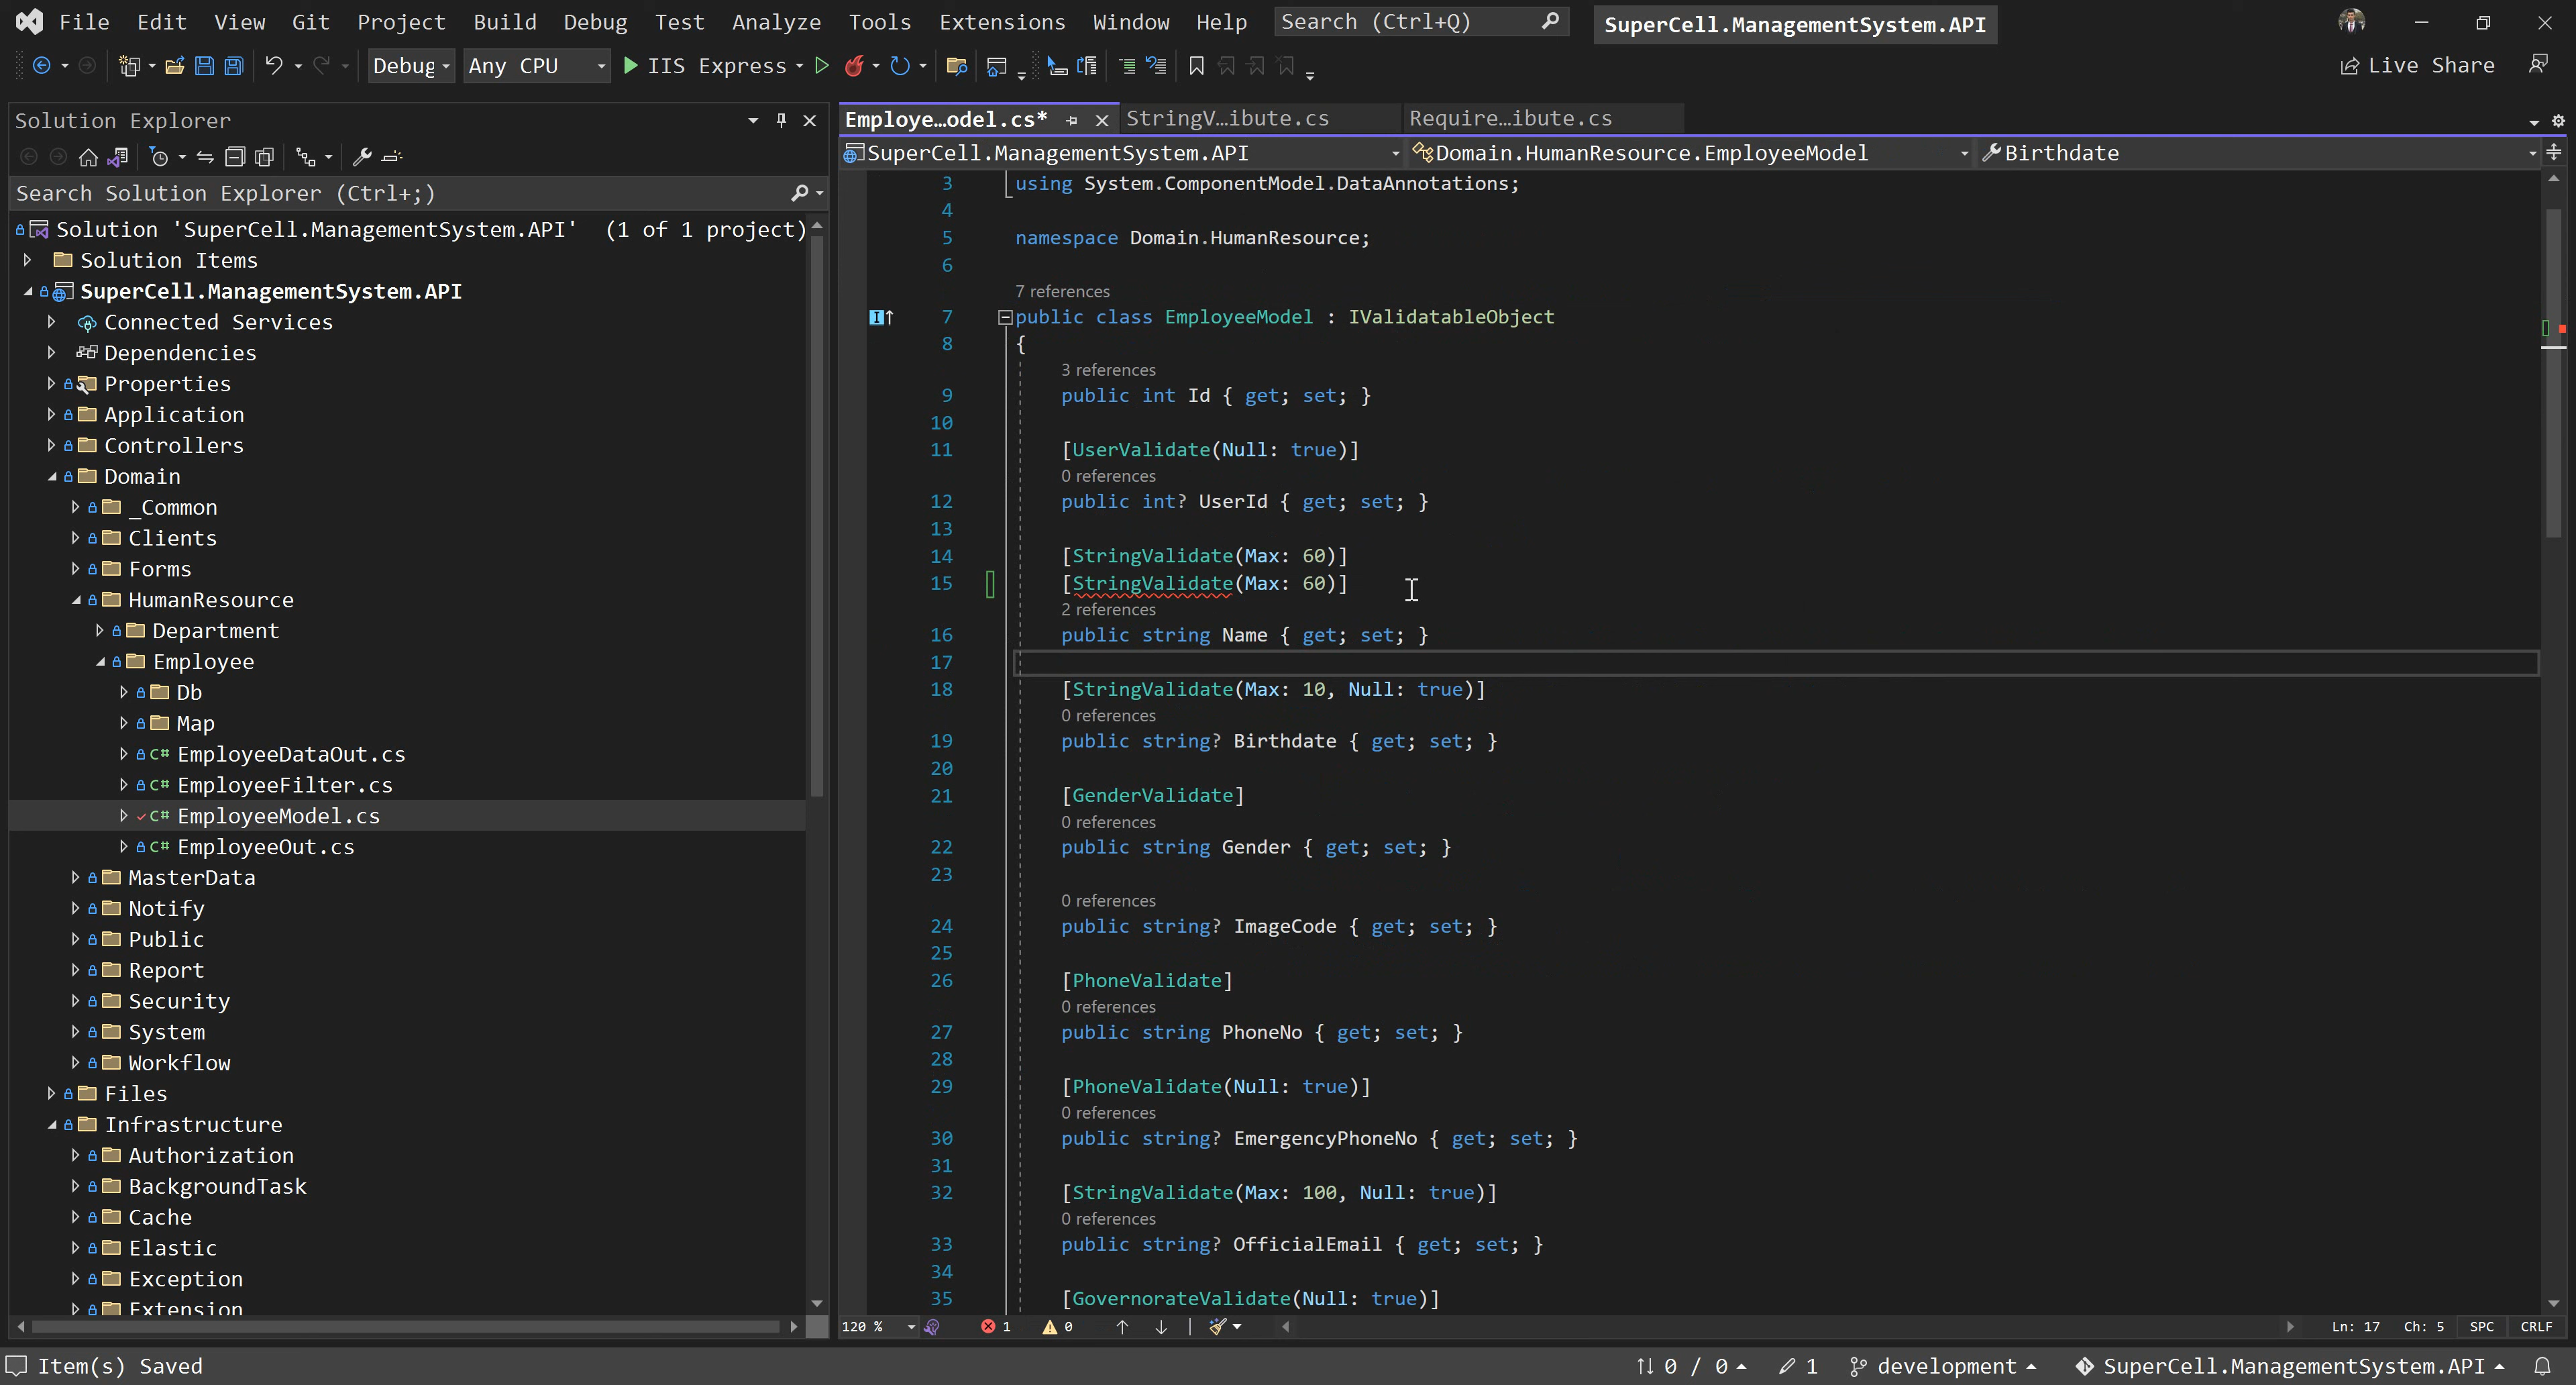 File Edit View Git Project Build Debug Test Analyze Tools Extensions Window Help Search (Ctrl+Q) SuperCell.ManagementSystem.API
Debug Any CPU IIS Express Live Share
Solution Explorer
Search Solution Explorer (Ctrl+;)
Solution 'SuperCell.ManagementSystem.API' (1 of 1 project)
Solution Items
SuperCell.ManagementSystem.API
Connected Services
Dependencies
Properties
Application
Controllers
Domain
_Common
Clients
Forms
HumanResource
Department
Employee
Db
Map
C# EmployeeDataOut.cs
C# EmployeeFilter.cs
C# EmployeeModel.cs
C# EmployeeOut.cs
MasterData
Notify
Public
Report
Security
System
Workflow
Files
Infrastructure
Authorization
BackgroundTask
Cache
Elastic
Exception
Extension
Employe...odel.cs* StringV...ibute.cs Require...ibute.cs
SuperCell.ManagementSystem.API Domain.HumanResource.EmployeeModel Birthdate
3 using System.ComponentModel.DataAnnotations;
4
5 namespace Domain.HumanResource;
6
7 references
7 public class EmployeeModel : IValidatableObject
8 {
3 references
9 public int Id { get; set; }
10
11 [UserValidate(Null: true)]
0 references
12 public int? UserId { get; set; }
13
14 [StringValidate(Max: 60)]
15 [StringValidate(Max: 60)]
2 references
16 public string Name { get; set; }
17
18 [StringValidate(Max: 10, Null: true)]
0 references
19 public string? Birthdate { get; set; }
20
21 [GenderValidate]
0 references
22 public string Gender { get; set; }
23
0 references
24 public string? ImageCode { get; set; }
25
26 [PhoneValidate]
0 references
27 public string PhoneNo { get; set; }
28
29 [PhoneValidate(Null: true)]
0 references
30 public string? EmergencyPhoneNo { get; set; }
31
32 [StringValidate(Max: 100, Null: true)]
0 references
33 public string? OfficialEmail { get; set; }
34
35 [GovernorateValidate(Null: true)]
120 % 1 0 Ln: 17 Ch: 5 SPC CRLF
Item(s) Saved 0 / 0 1 development SuperCell.ManagementSystem.API